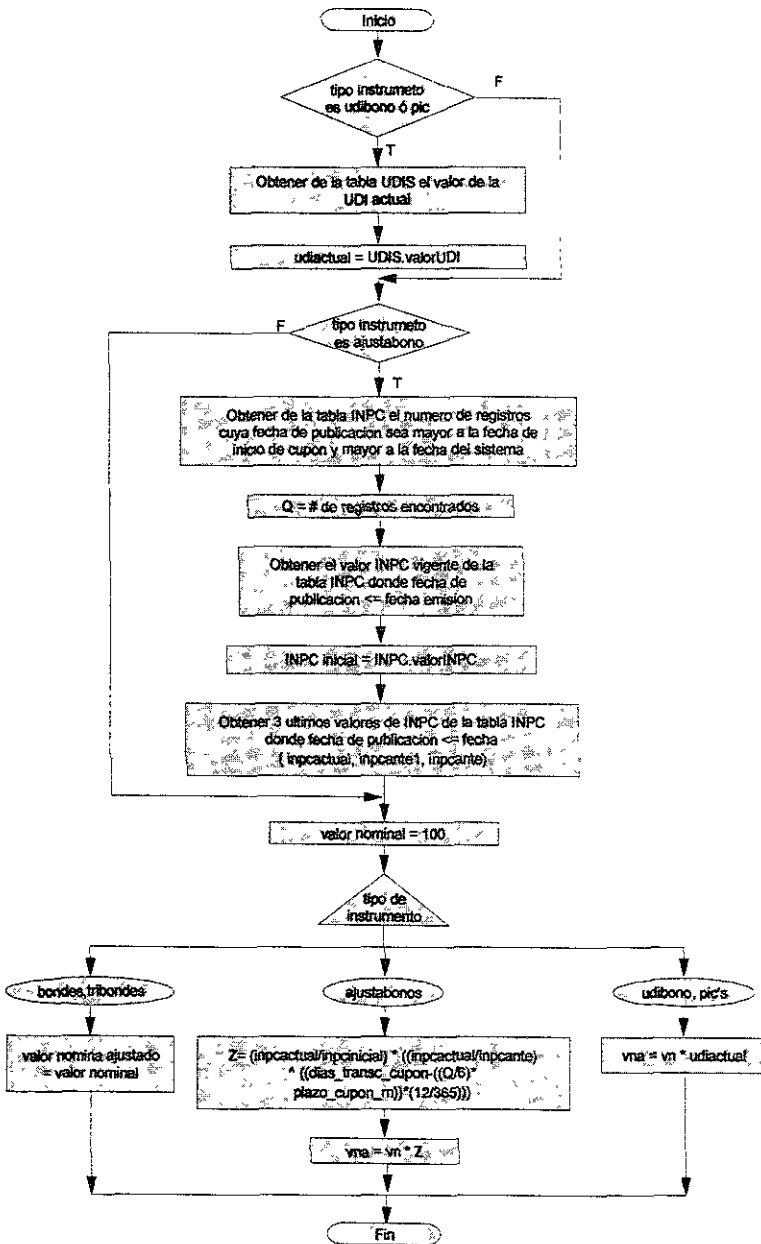 Inicio
tipo instrumeto
es udibono ó pic
F
T
Obtener de la tabla UDIS el valor de la
UDI actual
udiactual = UDIS.valorUDI
tipo instrumeto
es ajustabono
F
T
Obtener de la tabla INPC el numero de registros
cuya fecha de publicacion sea mayor a la fecha de
inicio de cupon y mayor a la fecha del sistema
Q = # de registros encontrados
Obtener el valor INPC vigente de la
tabla INPC donde fecha de
publicacion <= fecha emision
INPC inicial = INPC.valorINPC
Obtener 3 ultimos valores de INPC de la tabla INPC
donde fecha de publicacion <= fecha
( inpcactual, inpcante1, inpcante)
valor nominal = 100
tipo de
instrumento
bondes,tribondes
ajustabonos
udibono, pic's
valor nomina ajustado
= valor nominal
Z= (inpcactual/inpcinicial) * ((inpcactual/inpcante)
^ ((dias_transc_cupon-((Q/6)*
plazo_cupon_m))*(12/365)))
vna = vn * udiactual
vna = vn * Z
Fin